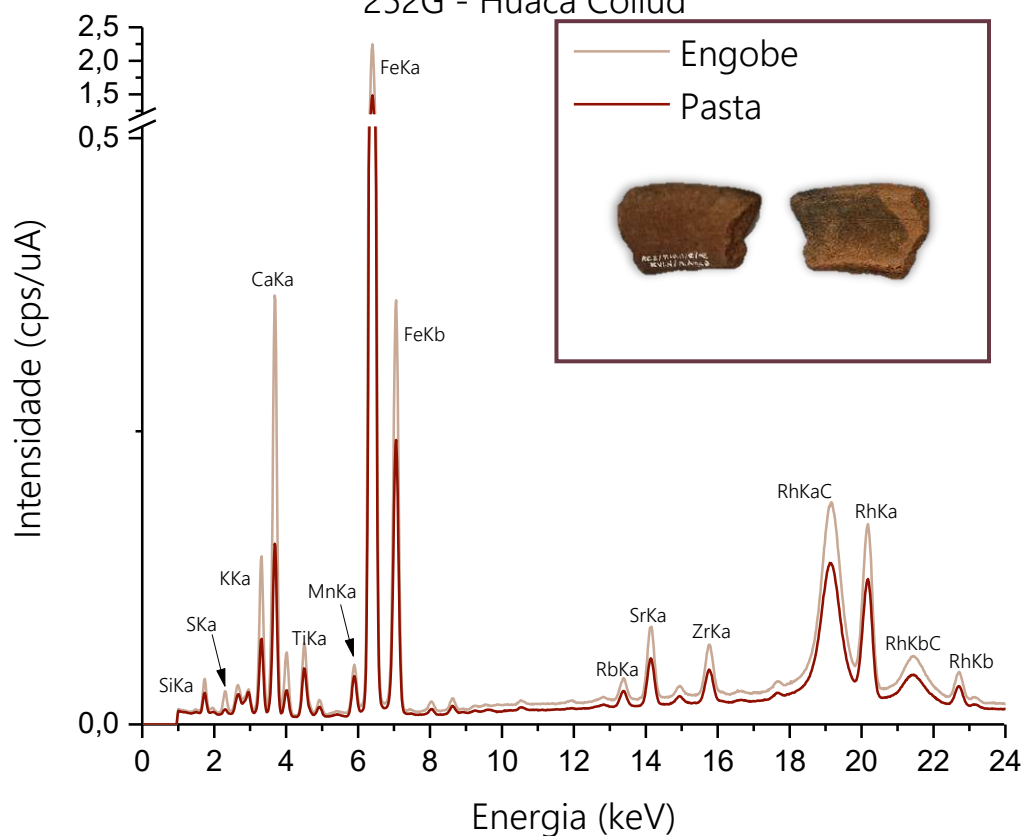 232G - Huaca Collud
Engobe
Pasta
Intensidade (cps/uA)
2,5
2,0
1,5
0,5
0,0
FeKa
CaKa
FeKb
KKa
SKa
SiKa
TiKa
MnKa
RbKa
SrKa
ZrKa
RhKaC
RhKa
RhKbC
RhKb
0 2 4 6 8 10 12 14 16 18 20 22 24
Energia (keV)